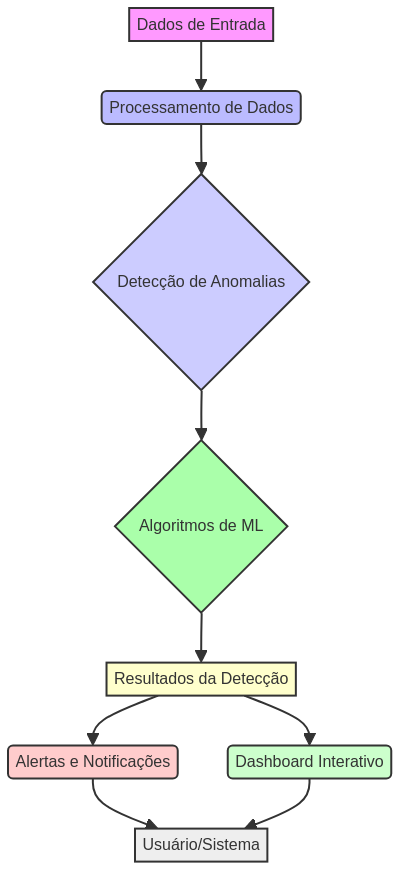 Dados de Entrada
Processamento de Dados
Detecção de Anomalias
Algoritmos de ML
Resultados da Detecção
Alertas e Notificações
Dashboard Interativo
Usuário/Sistema